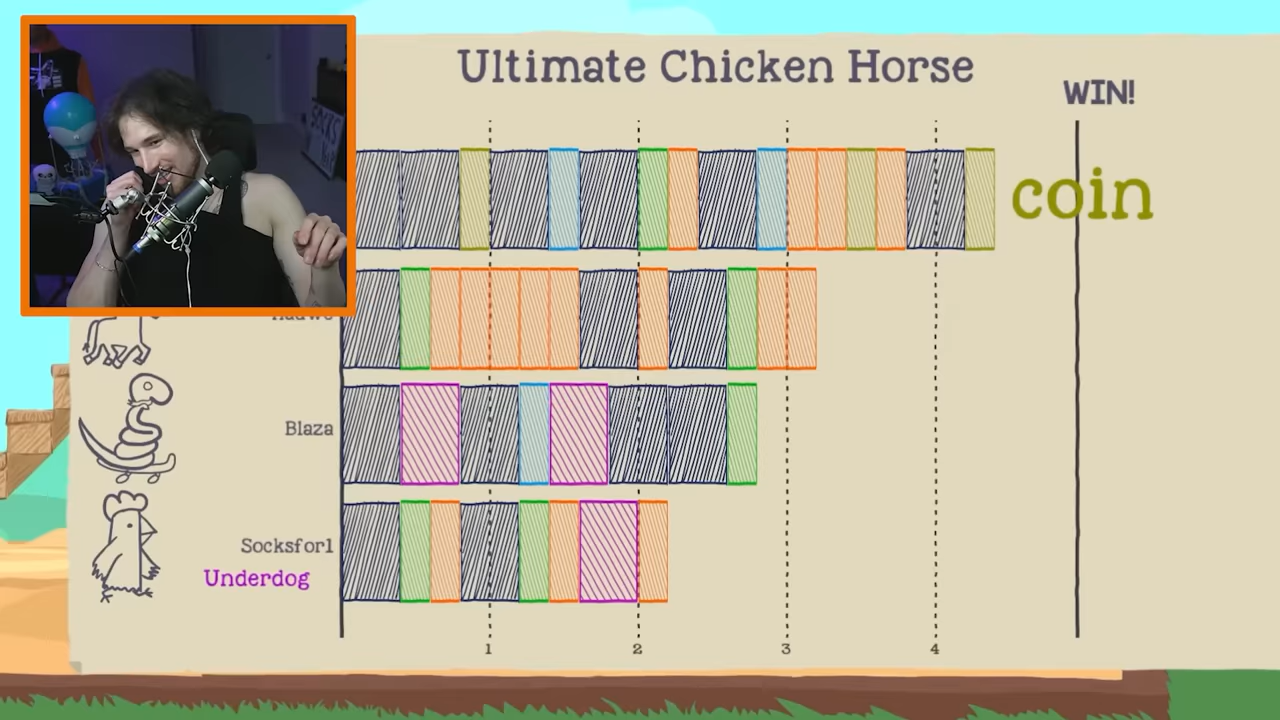 Ultimate Chicken Horse
WIN!
coin
Blaza
Socksfor1
Underdog
1 2 3 4